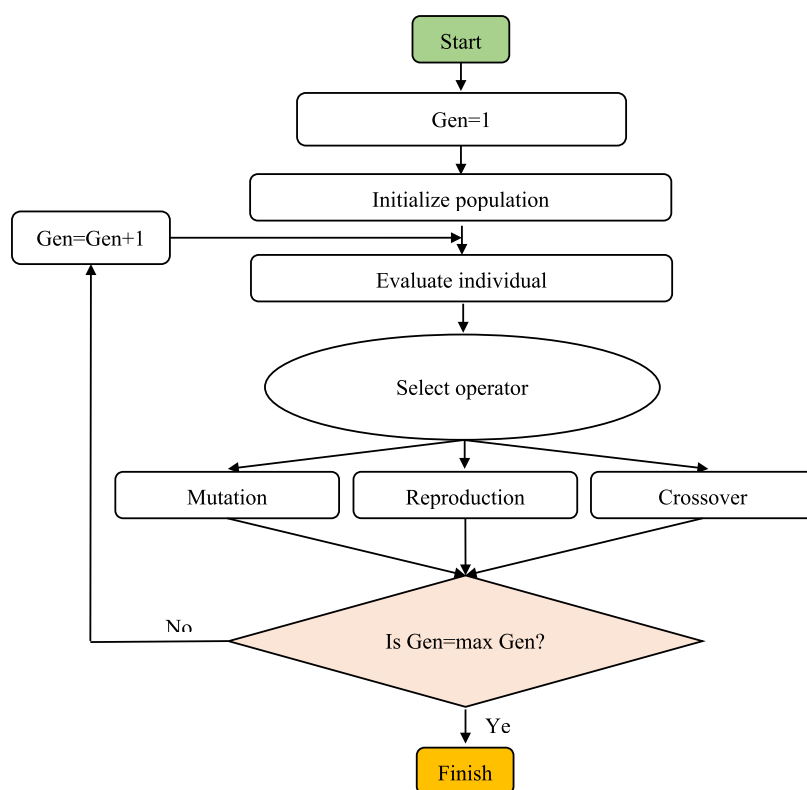 Start
Gen=1
Initialize population
Gen=Gen+1
Evaluate individual
Select operator
Mutation
Reproduction
Crossover
Is Gen=max Gen?
No
Ye
Finish